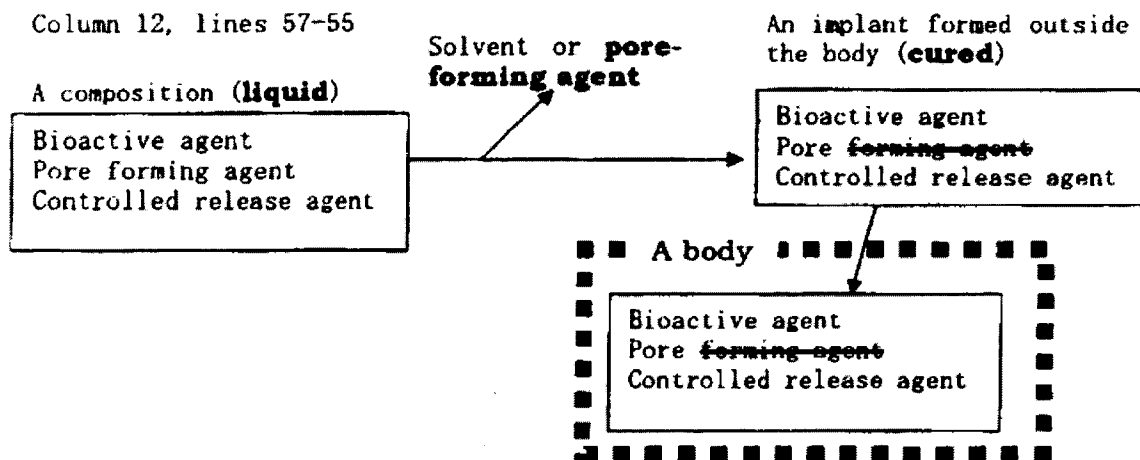 Column 12, lines 57-55
A composition (liquid)
Bioactive agent
Pore forming agent
Controlled release agent
Solvent or pore-
forming agent
An implant formed outside
the body (cured)
Bioactive agent
Pore forming agent
Controlled release agent
A body
Bioactive agent
Pore forming agent
Controlled release agent